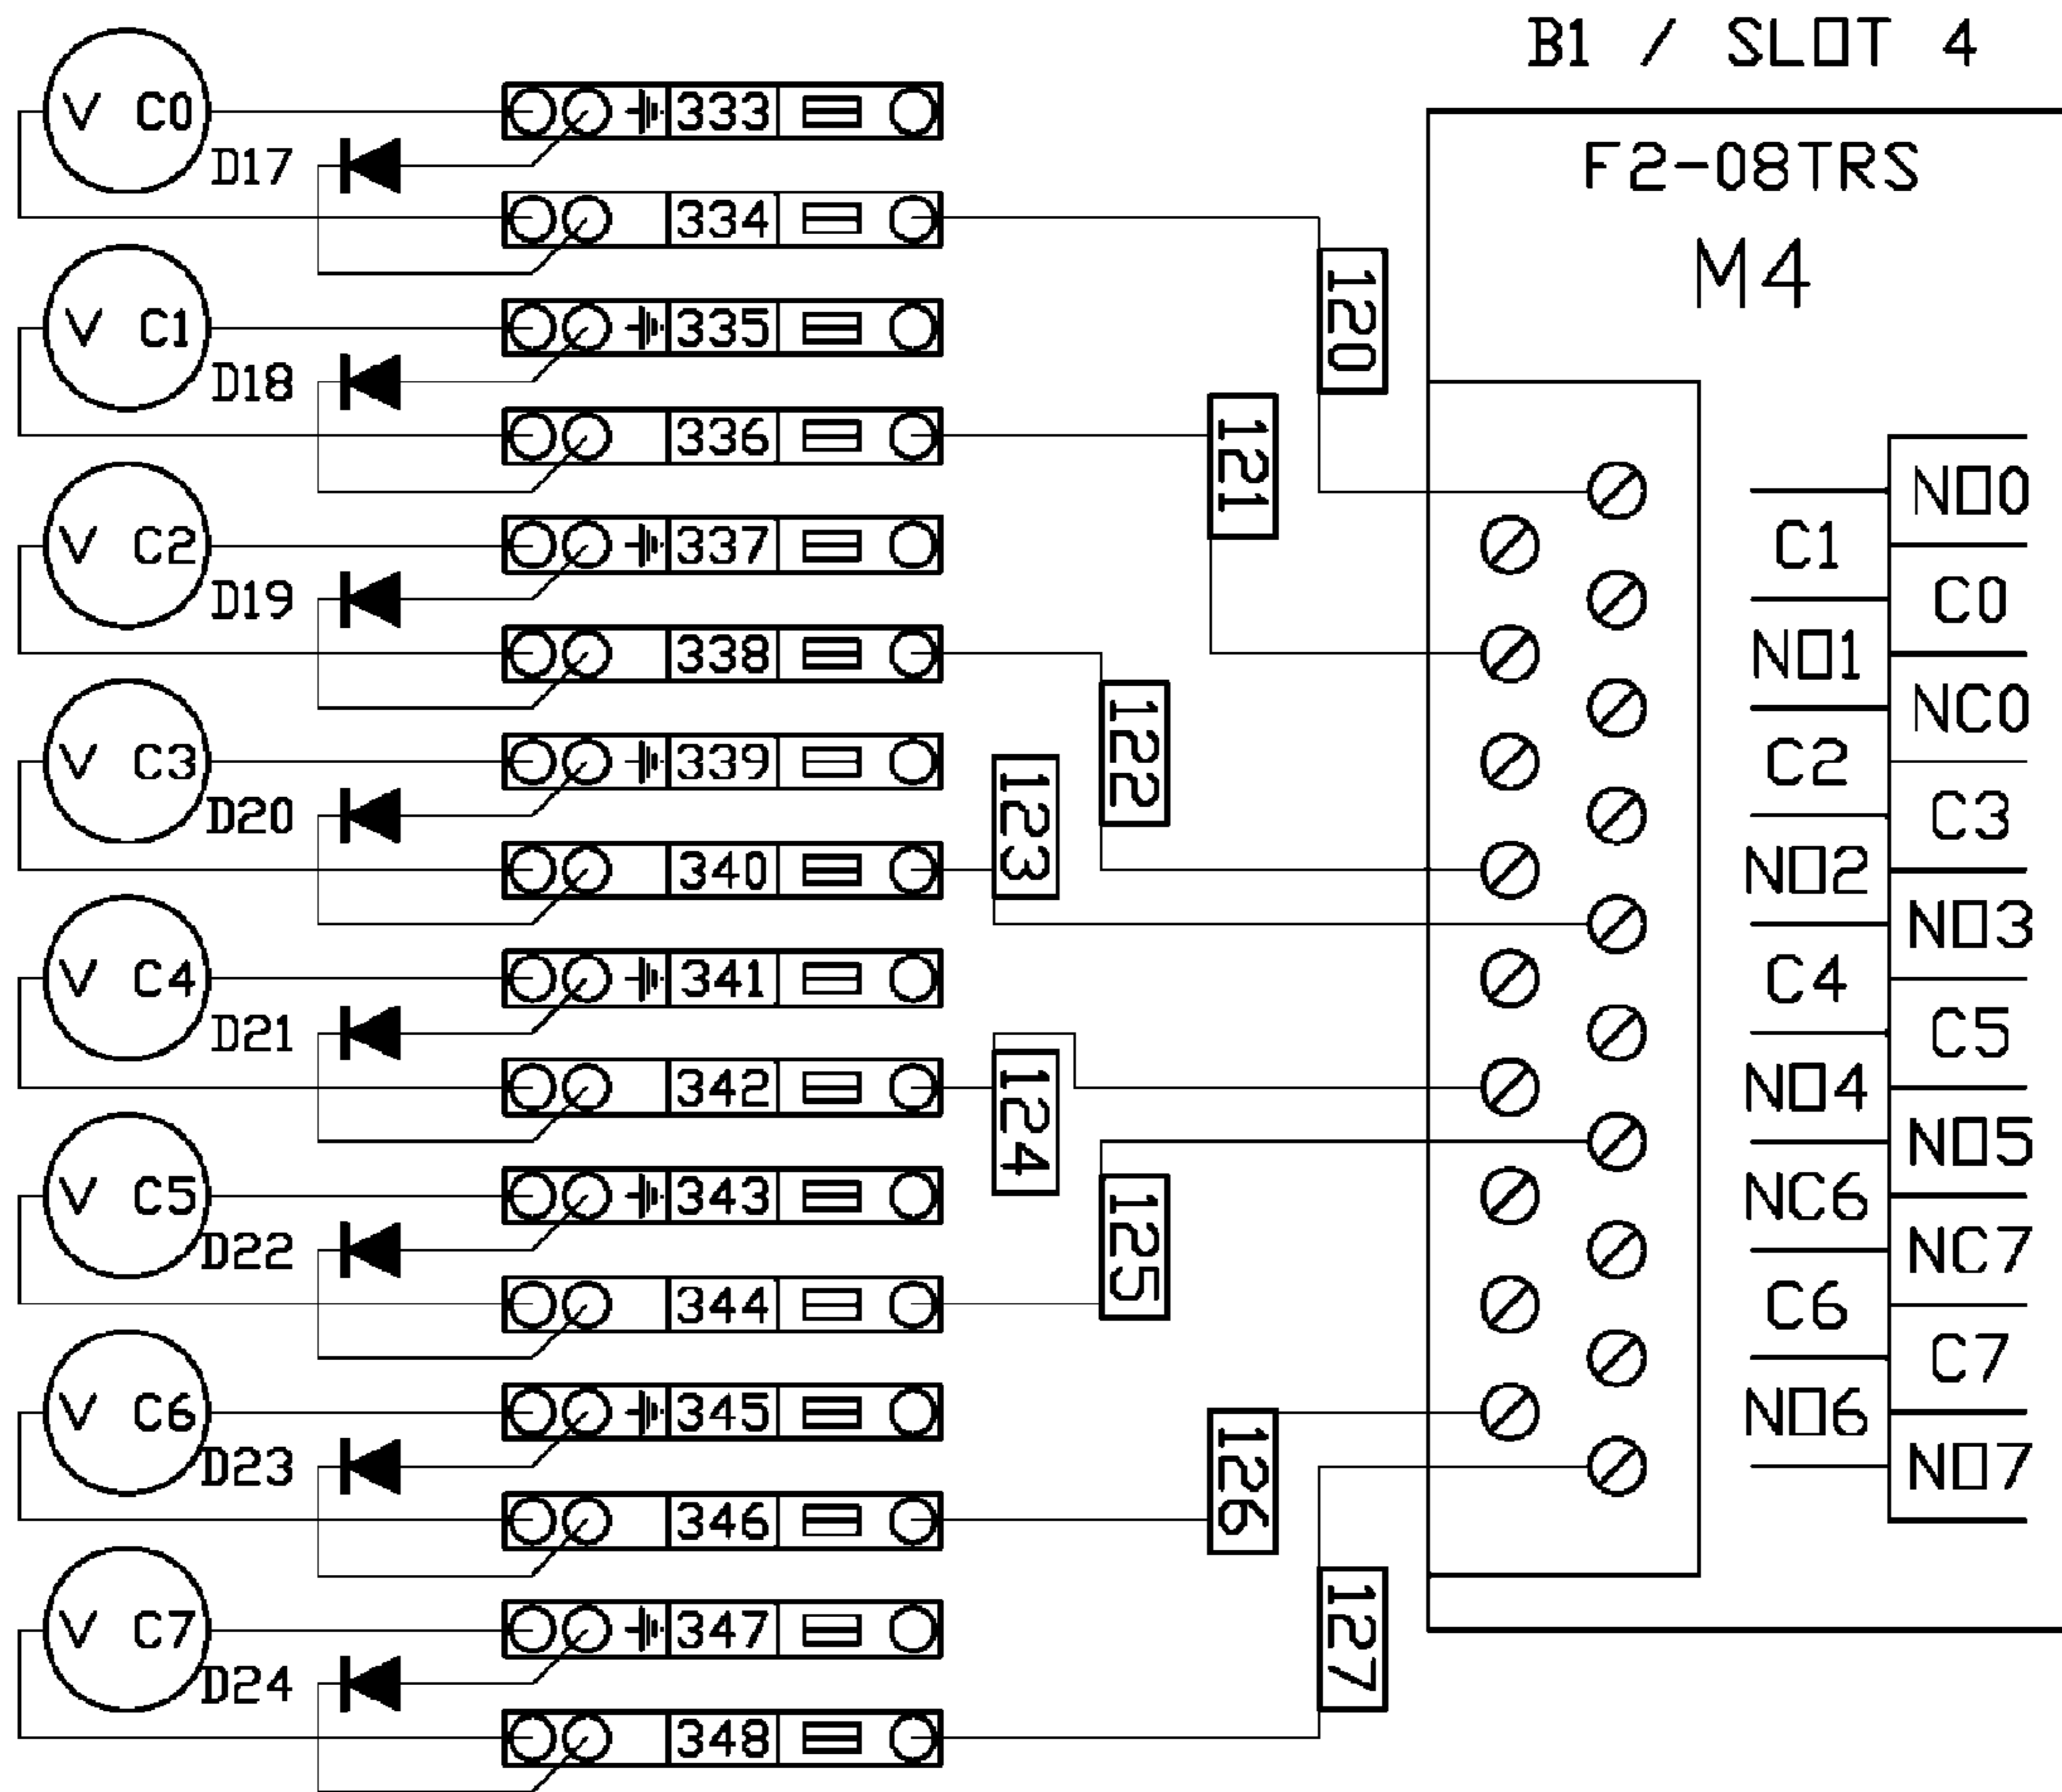 B1 / SLOT 4
F2-08TRS
M4
V C0
D17
333
334
120
V C1
D18
335
336
121
V C2
D19
337
338
122
V C3
D20
339
340
123
V C4
D21
341
342
124
V C5
D22
343
344
125
V C6
D23
345
346
126
V C7
D24
347
348
127
NO0
C1
C0
NO1
NC0
C2
C3
NO2
NO3
C4
C5
NO4
NO5
NC6
NC7
C6
C7
NO6
NO7